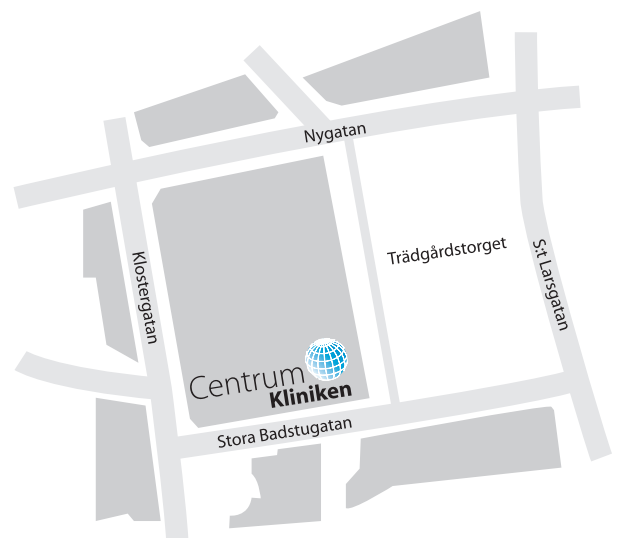 Nygatan
Trädgårdstorget
S:t Larsgatan
Klostergatan
Centrum
Kliniken
Stora Badstugatan